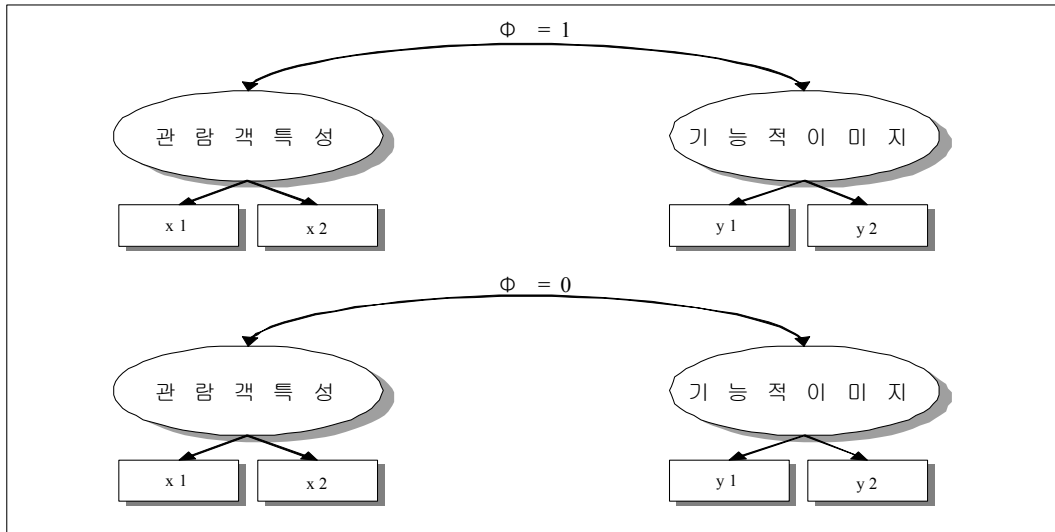 Φ = 1
관 람 객 특 성 기 능 적 이 미 지
x 1 x 2 y 1 y 2
Φ = 0
관 람 객 특 성 기 능 적 이 미 지
x 1 x 2 y 1 y 2